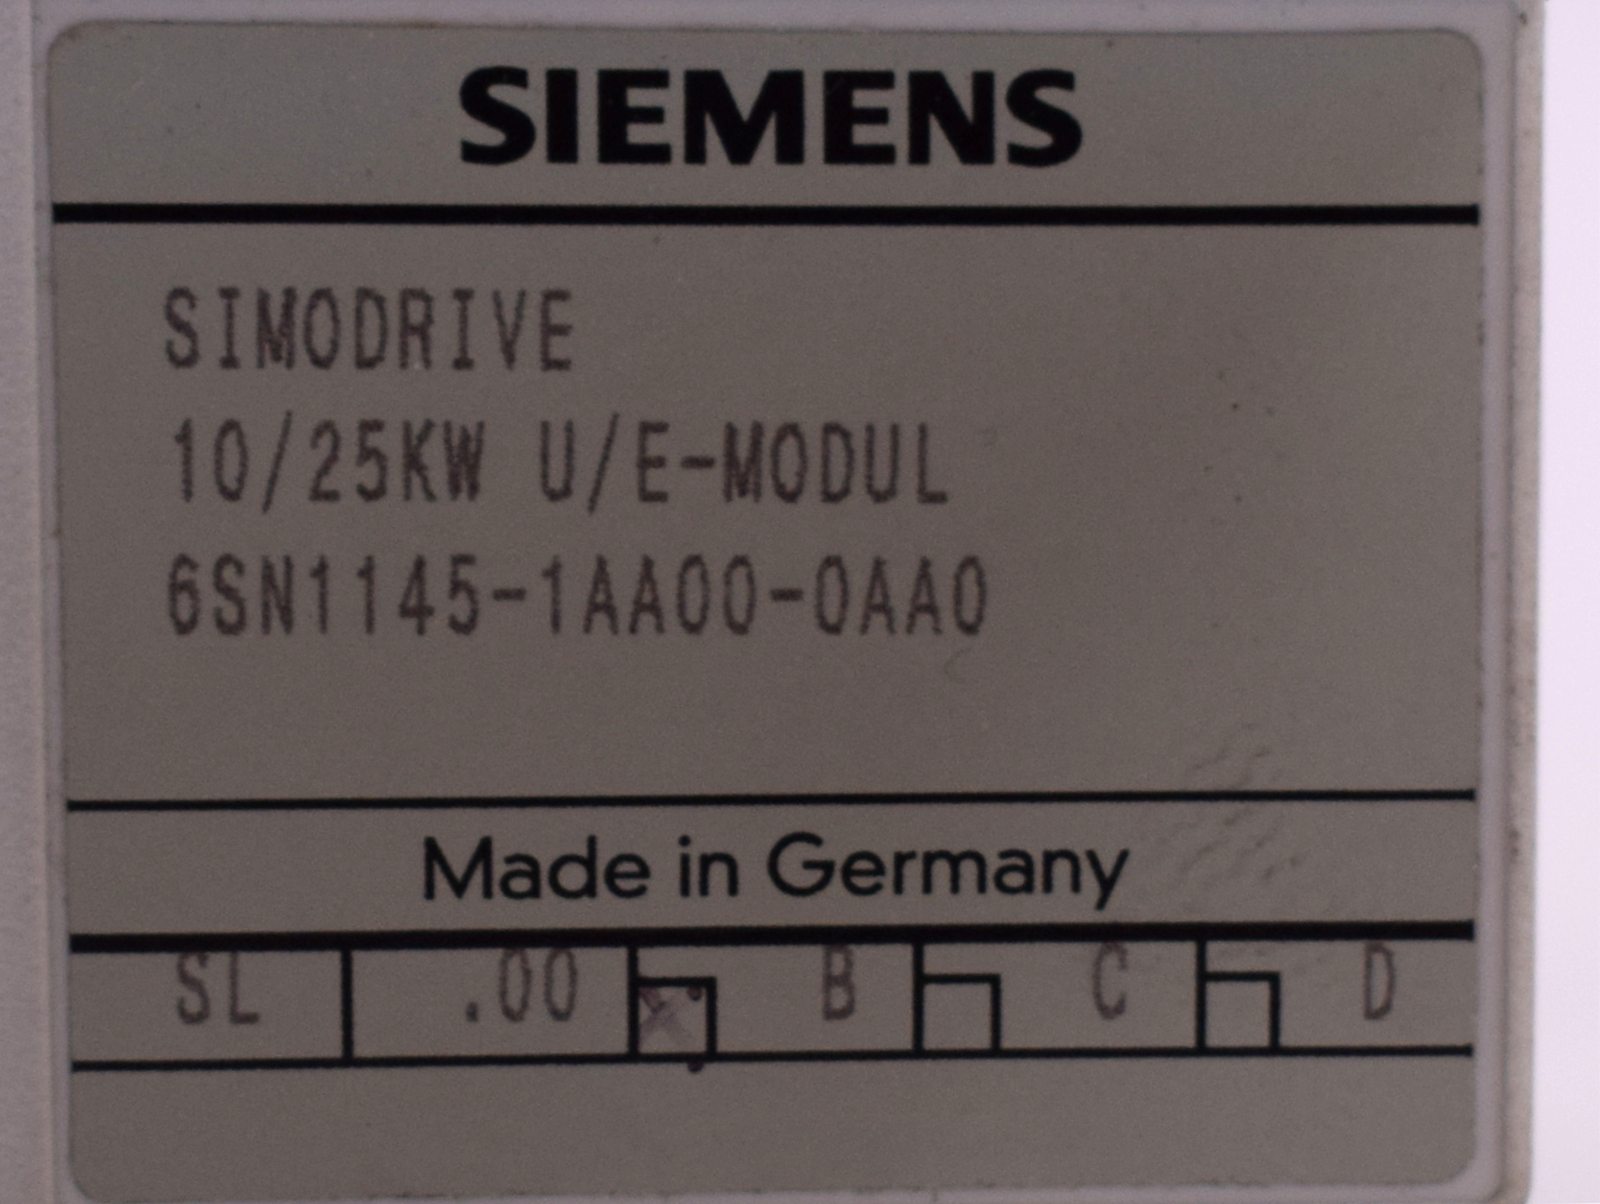 SIEMENS
SIMODRIVE
10/25KW U/E-MODUL
6SN1145-1AA00-0AA0
Made in Germany
SL .00 B C D